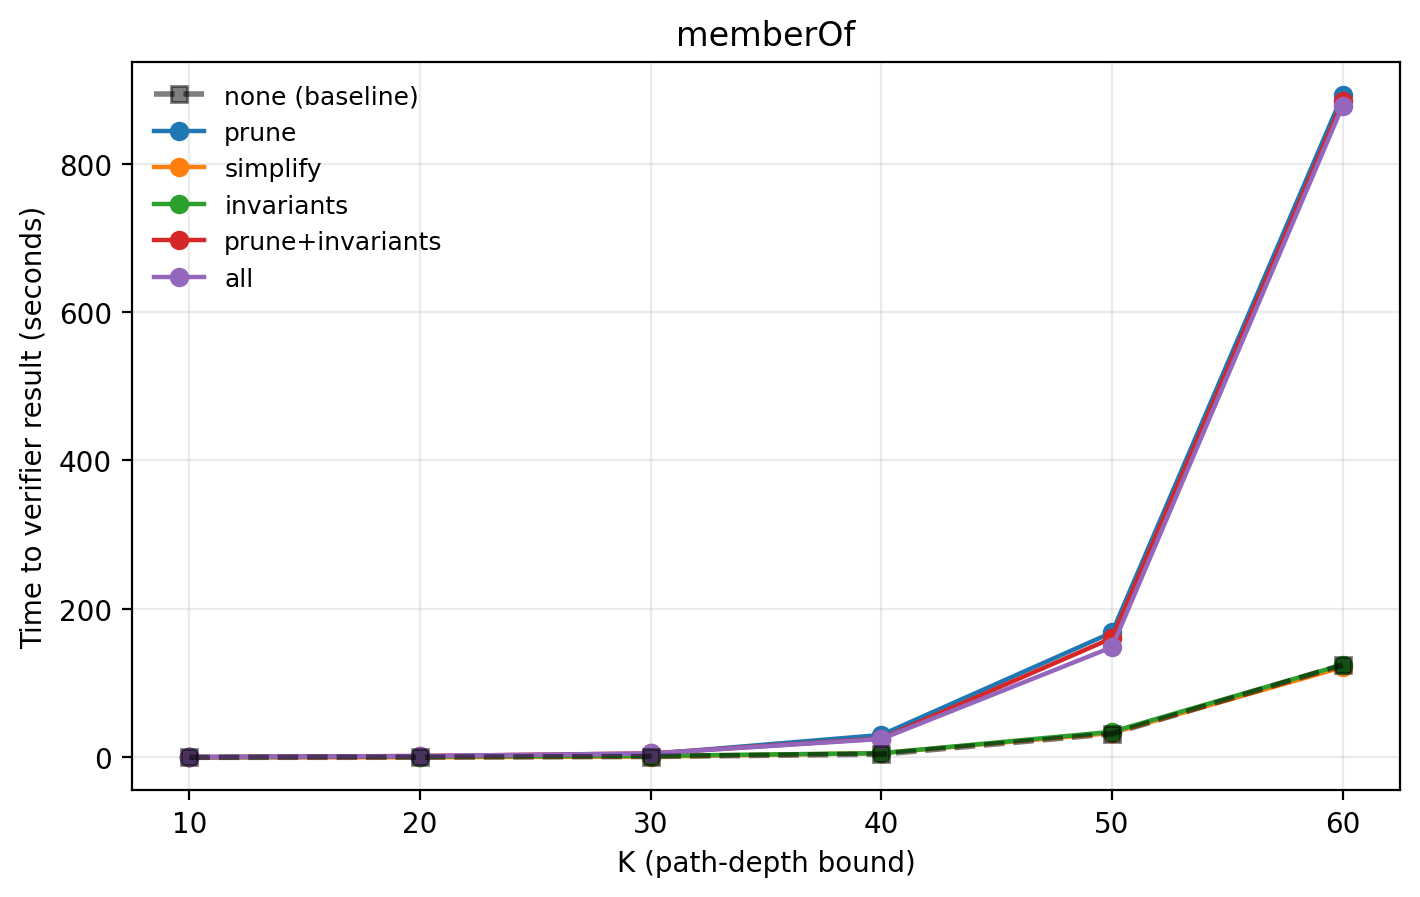 memberOf
none (baseline)
prune
simplify
invariants
prune+invariants
all
Time to verifier result (seconds)
800
600
400
200
0
10 20 30 40 50 60
K (path-depth bound)